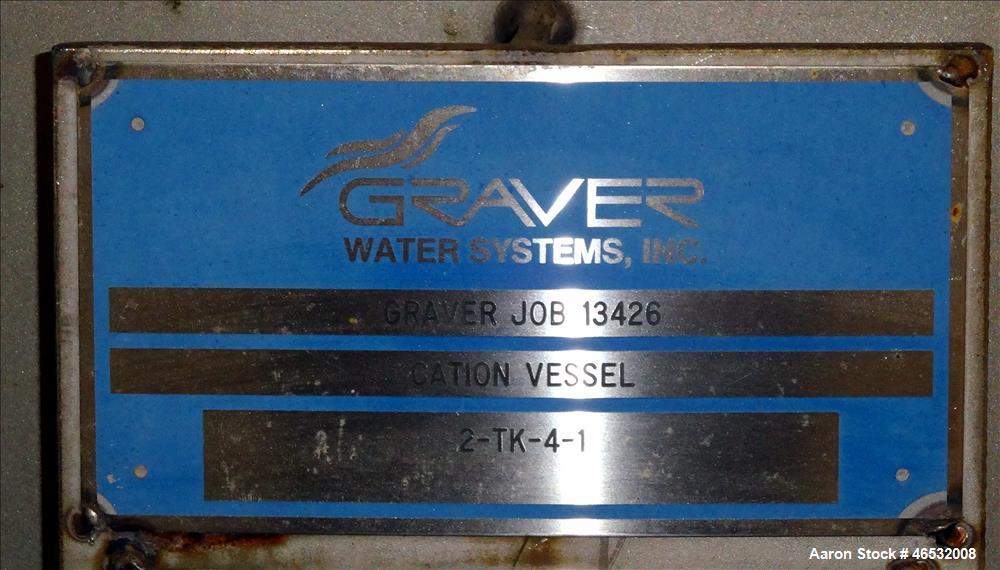 GRAVER
WATER SYSTEMS, INC.
GRAVER JOB 13426
CATION VESSEL
2-TK-4-1
Aaron Stock # 46532008